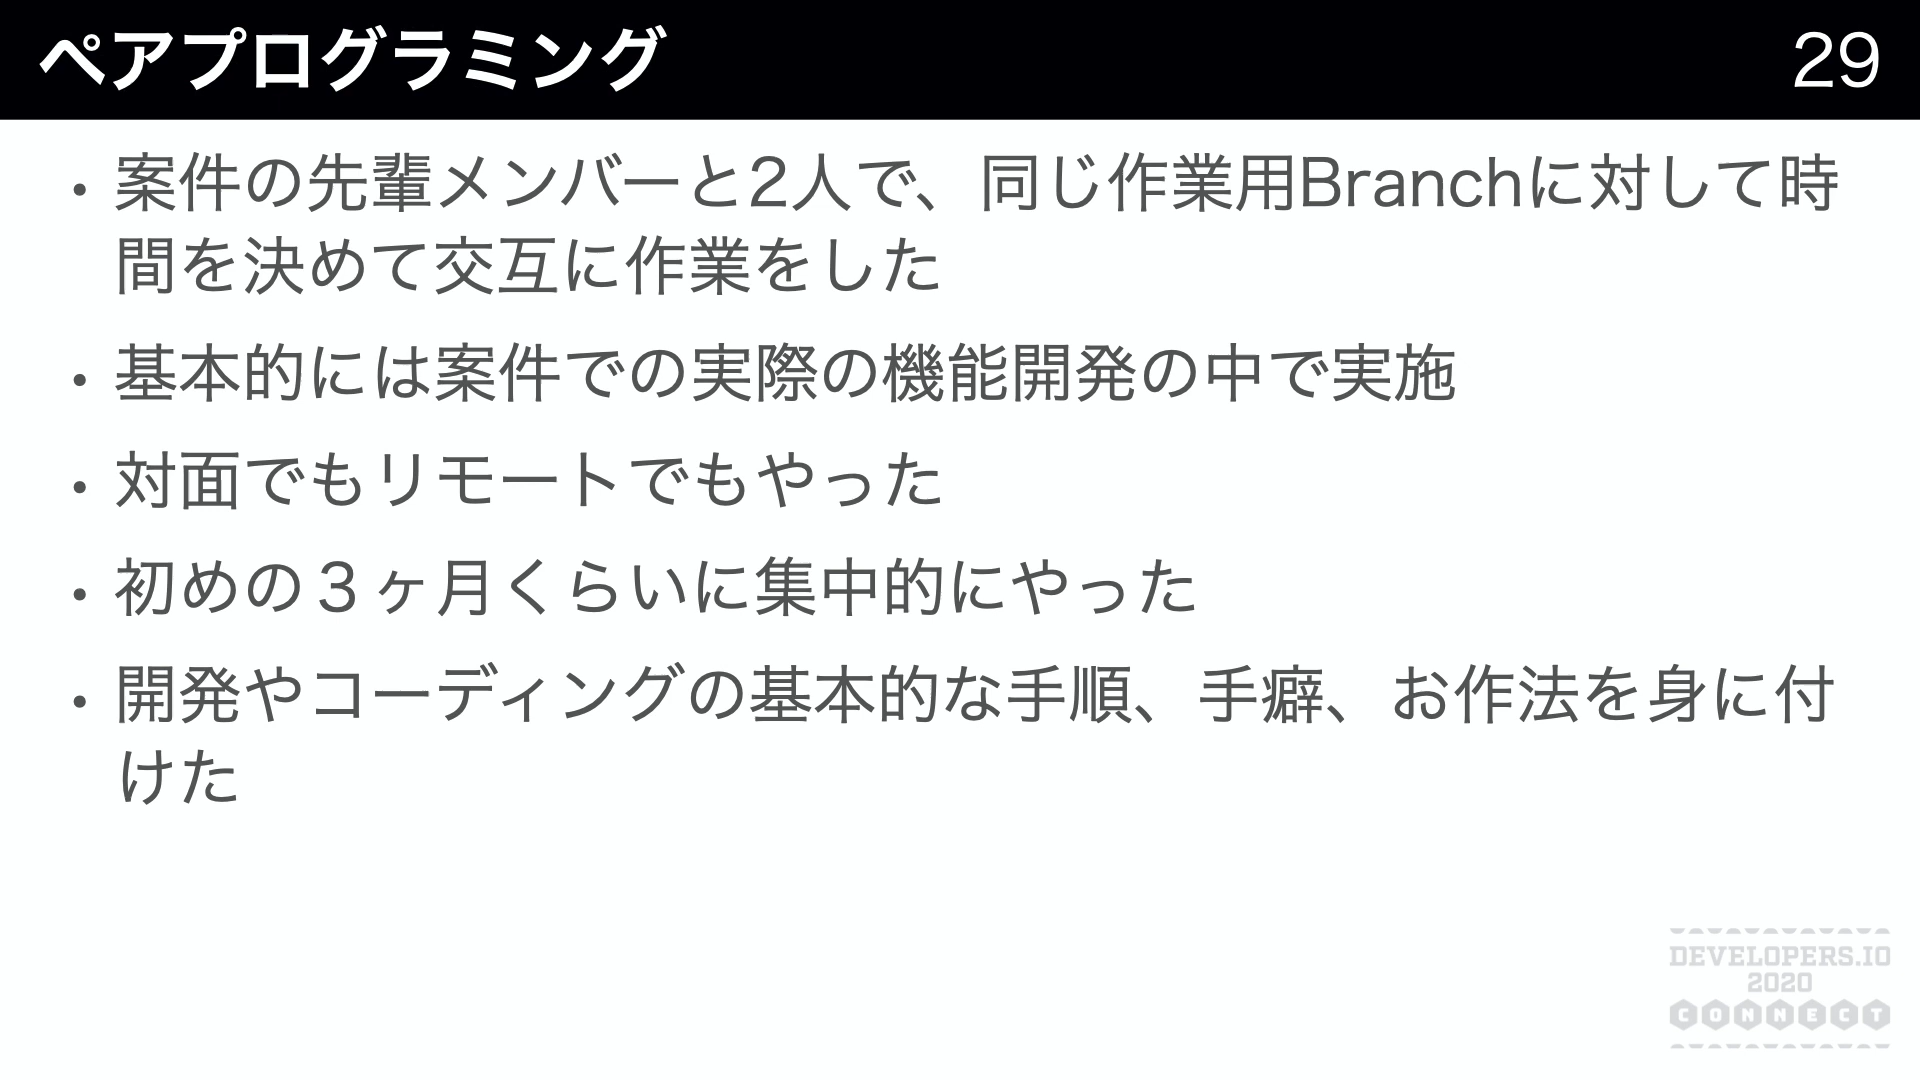 ペアプログラミング
29
・案件の先輩メンバーと2人で、同じ作業用Branchに対して時
間を決めて交互に作業をした
・基本的には案件での実際の機能開発の中で実施
・対面でもリモートでもやった
・初めの３ヶ月くらいに集中的にやった
・開発やコーディングの基本的な手順、手癖、お作法を身に付
けた
DEVELOPERS.IO
2020
CONNECT